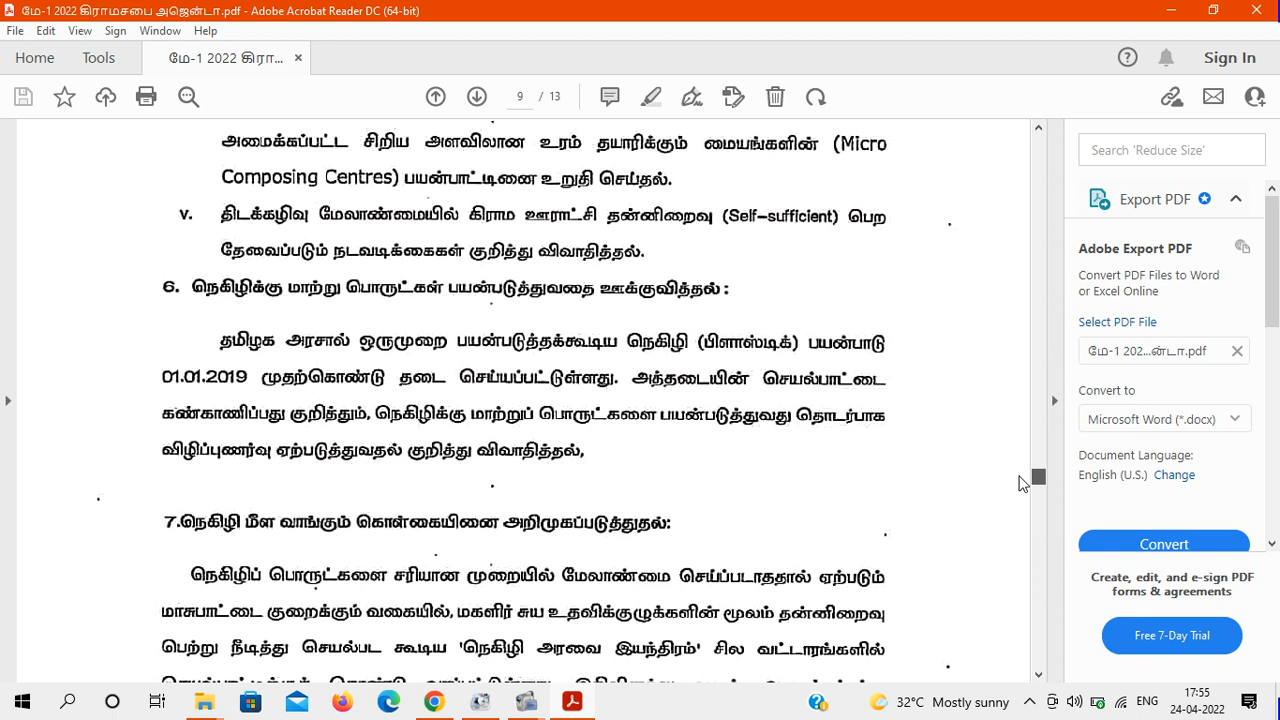 மே-1 2022 கிராமசபை அஜென்டா.pdf - Adobe Acrobat Reader DC (64-bit)
File Edit View Sign Window Help
Home Tools மே-1 2022 கிரா... × Sign In
9 / 13
அமைக்கப்பட்ட சிறிய அளவிலான உரம் தயாரிக்கும் மையங்களின் (Micro
Composing Centres) பயன்பாட்டினை உறுதி செய்தல்.
v. திடக்கழிவு மேலாண்மையில் கிராம ஊராட்சி தன்னிறைவு (Self-sufficient) பெற
தேவைப்படும் நடவடிக்கைகள் குறித்து விவாதித்தல்.
6. நெகிழிக்கு மாற்று பொருட்கள் பயன்படுத்துவதை ஊக்குவித்தல் :
தமிழக அரசால் ஒருமுறை பயன்படுத்தக்கூடிய நெகிழி (பிளாஸ்டிக்) பயன்பாடு
01.01.2019 முதற்கொண்டு தடை செய்யப்பட்டுள்ளது. அத்தடையின் செயல்பாட்டை
கண்காணிப்பது குறித்தும், நெகிழிக்கு மாற்றுப் பொருட்களை பயன்படுத்துவது தொடர்பாக
விழிப்புணர்வு ஏற்படுத்துவதல் குறித்து விவாதித்தல்,
7.நெகிழி மீள வாங்கும் கொள்கையினை அறிமுகப்படுத்துதல்:
நெகிழிப் பொருட்களை சரியான முறையில் மேலாண்மை செய்ப்படாததால் ஏற்படும்
மாசுபாட்டை குறைக்கும் வகையில், மகளிர் சுய உதவிக்குழுக்களின் மூலம் தன்னிறைவு
பெற்று நீடித்து செயல்பட கூடிய 'நெகிழி அரவை இயந்திரம்' சில வட்டாரங்களில்
Search 'Reduce Size'
Export PDF
Adobe Export PDF
Convert PDF Files to Word
or Excel Online
Select PDF File
மே-1 202...ன்டா.pdf ×
Convert to
Microsoft Word (*.docx)
Document Language:
English (U.S.) Change
Convert
Create, edit, and e-sign PDF
forms & agreements
Free 7-Day Trial
32°C Mostly sunny ENG 17:55
24-04-2022